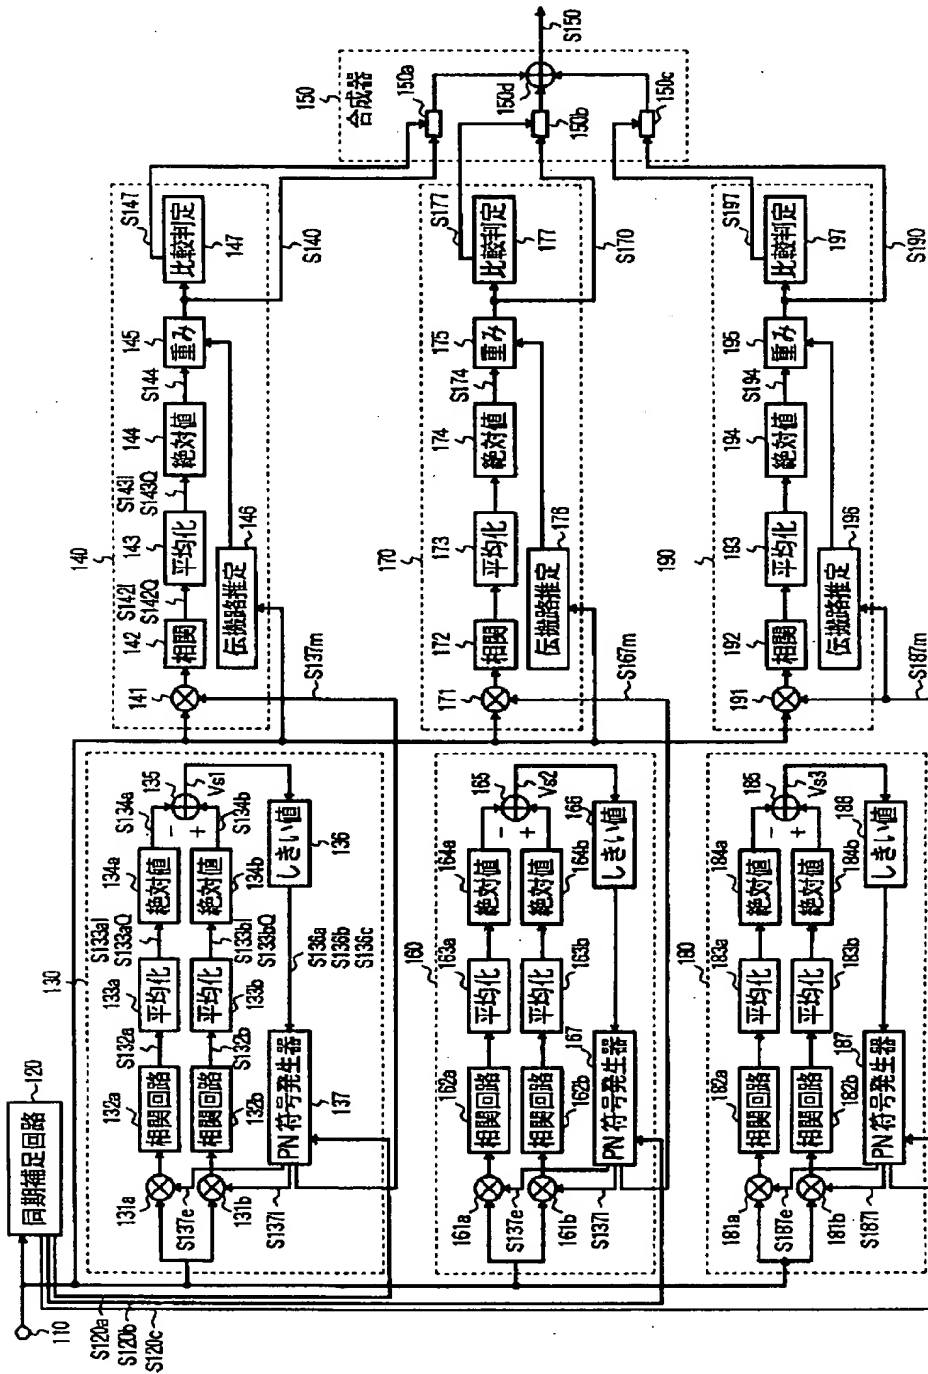 110
S120a
S120b
S120c
120
同期補足回路
130
131a
131b
S137e
S137l
132a
相関回路
S132a
132b
相関回路
S132b
133a
平均化
133b
平均化
S133aI
S133aQ
S133bI
S133bQ
134a
絶対値
134b
絶対値
S134a
S134b
−
+
135
Vs1
136
しきい値
S136a
S136b
S136c
137
PN符号発生器
S137m
140
141
142
相関
S142I
S142Q
143
平均化
S143I
S143Q
144
絶対値
S144
145
重み
146
伝搬路推定
147
比較判定
S147
S140
160
161a
161b
S137e
S137l
162a
相関回路
162b
相関回路
163a
平均化
163b
平均化
164a
絶対値
164b
絶対値
−
+
165
Vs2
166
しきい値
167
PN符号発生器
S167m
170
171
172
相関
173
平均化
174
絶対値
S174
175
重み
176
伝搬路推定
177
比較判定
S177
S170
180
181a
181b
S187e
S187l
182a
相関回路
182b
相関回路
183a
平均化
183b
平均化
184a
絶対値
184b
絶対値
−
+
185
Vs3
186
しきい値
187
PN符号発生器
S187m
190
191
192
相関
193
平均化
194
絶対値
S194
195
重み
196
伝搬路推定
197
比較判定
S197
S190
150
合成器
150a
150b
150c
150d
S150